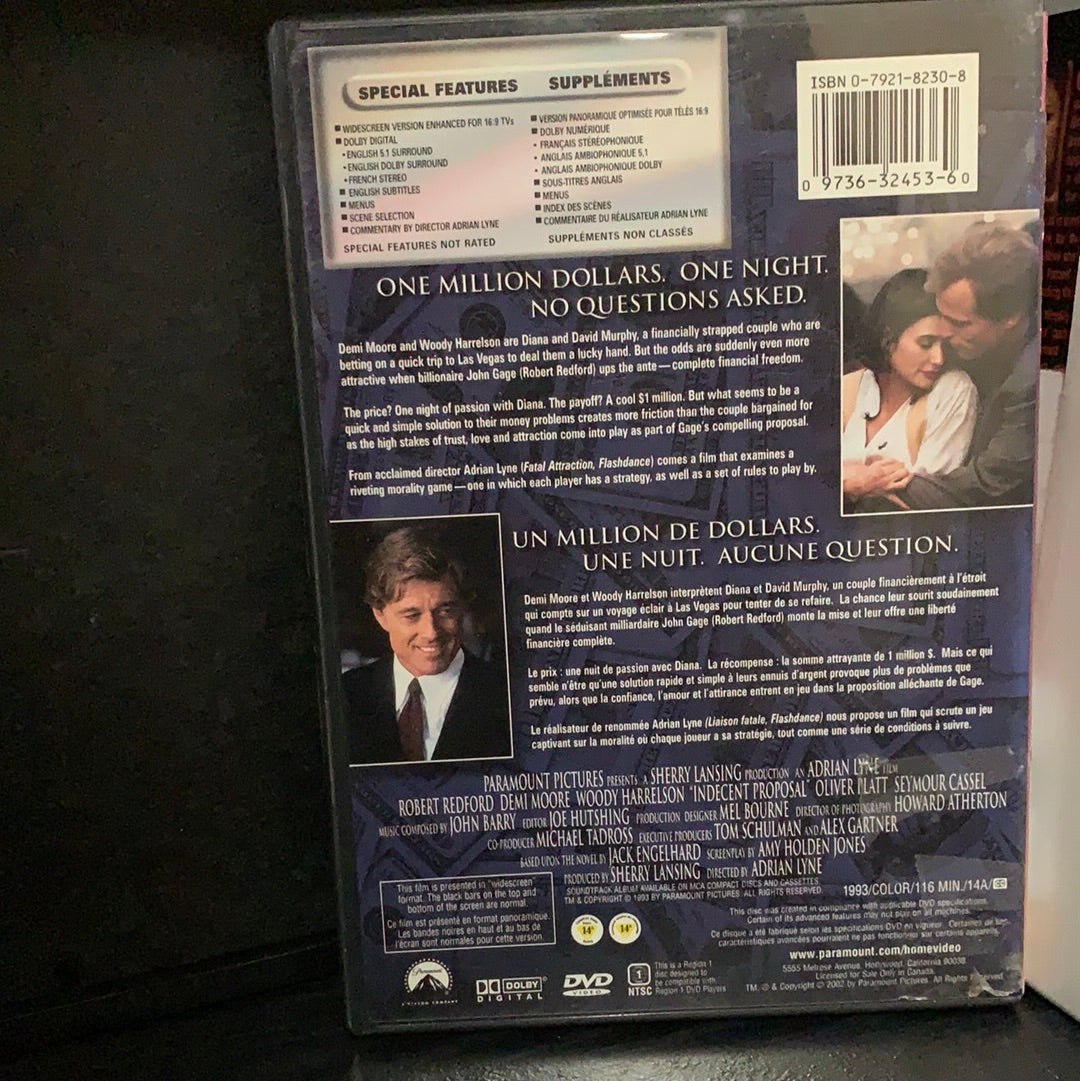 SPECIAL FEATURES
■ WIDESCREEN VERSION ENHANCED FOR 16:9 TVs
■ DOLBY DIGITAL
• ENGLISH 5.1 SURROUND
• ENGLISH DOLBY SURROUND
• FRENCH STEREO
■ ENGLISH SUBTITLES
■ MENUS
■ SCENE SELECTION
■ COMMENTARY BY DIRECTOR ADRIAN LYNE
SPECIAL FEATURES NOT RATED
SUPPLÉMENTS
■ VERSION PANORAMIQUE OPTIMISÉE POUR TÉLÉS 16:9
■ DOLBY NUMÉRIQUE
• FRANÇAIS STÉRÉOPHONIQUE
• ANGLAIS AMBIOPHONIQUE 5,1
• ANGLAIS AMBIOPHONIQUE DOLBY
■ SOUS-TITRES ANGLAIS
■ MENUS
■ INDEX DES SCÈNES
■ COMMENTAIRE DU RÉALISATEUR ADRIAN LYNE
SUPPLÉMENTS NON CLASSÉS
ISBN 0-7921-8230-8
0 9736-32453-6 0
ONE MILLION DOLLARS. ONE NIGHT.
NO QUESTIONS ASKED.
Demi Moore and Woody Harrelson are Diana and David Murphy, a financially strapped couple who are
betting on a quick trip to Las Vegas to deal them a lucky hand. But the odds are suddenly even more
attractive when billionaire John Gage (Robert Redford) ups the ante — complete financial freedom.
The price? One night of passion with Diana. The payoff? A cool $1 million. But what seems to be a
quick and simple solution to their money problems creates more friction than the couple bargained for
as the high stakes of trust, love and attraction come into play as part of Gage's compelling proposal.
From acclaimed director Adrian Lyne (Fatal Attraction, Flashdance) comes a film that examines a
riveting morality game — one in which each player has a strategy, as well as a set of rules to play by.
UN MILLION DE DOLLARS.
UNE NUIT. AUCUNE QUESTION.
Demi Moore et Woody Harrelson interprètent Diana et David Murphy, un couple financièrement à l'étroit
qui compte sur un voyage éclair à Las Vegas pour tenter de se refaire. La chance leur sourit soudainement
quand le séduisant milliardaire John Gage (Robert Redford) monte la mise et leur offre une liberté
financière complète.
Le prix : une nuit de passion avec Diana. La récompense : la somme attrayante de 1 million $. Mais ce qui
semble n'être qu'une solution rapide et simple à leurs ennuis d'argent provoque plus de problèmes que
prévu, alors que la confiance, l'amour et l'attirance entrent en jeu dans la proposition alléchante de Gage.
Le réalisateur de renommée Adrian Lyne (Liaison fatale, Flashdance) nous propose un film qui scrute un jeu
captivant sur la moralité où chaque joueur a sa stratégie, tout comme une série de conditions à suivre.
PARAMOUNT PICTURES PRESENTS A SHERRY LANSING PRODUCTION AN ADRIAN LYNE FILM
ROBERT REDFORD DEMI MOORE WOODY HARRELSON "INDECENT PROPOSAL" OLIVER PLATT SEYMOUR CASSEL
MUSIC COMPOSED BY JOHN BARRY EDITOR JOE HUTSHING PRODUCTION DESIGNER MEL BOURNE DIRECTOR OF PHOTOGRAPHY HOWARD ATHERTON
CO-PRODUCER MICHAEL TADROSS EXECUTIVE PRODUCERS TOM SCHULMAN AND ALEX GARTNER
BASED UPON THE NOVEL BY JACK ENGELHARD SCREENPLAY BY AMY HOLDEN JONES
PRODUCED BY SHERRY LANSING DIRECTED BY ADRIAN LYNE
SOUNDTRACK ALBUM AVAILABLE ON MCA COMPACT DISCS AND CASSETTES
TM & COPYRIGHT © 1993 BY PARAMOUNT PICTURES. ALL RIGHTS RESERVED.
1993/COLOR/116 MIN./14A/CC
This film is presented in "widescreen"
format. The black bars on the top and
bottom of the screen are normal.
Ce film est présenté en format panoramique.
Les bandes noires en haut et au bas de
l'écran sont normales pour cette version.
14A
14A
This disc was created in compliance with applicable DVD specifications.
Certain of its advanced features may not play on all machines.
Ce disque a été fabriqué selon les spécifications DVD en vigueur. Certaines de ses
caractéristiques avancées pourraient ne pas fonctionner sur certains appareils.
www.paramount.com/homevideo
5555 Melrose Avenue, Hollywood, California 90038
Licensed for Sale Only in Canada.
TM, ® & Copyright © 2002 by Paramount Pictures. All Rights Reserved.
Paramount
DOLBY
DIGITAL
DVD
VIDEO
1
NTSC
This is a Region 1
disc designed to
be compatible with
Region 1 DVD Players